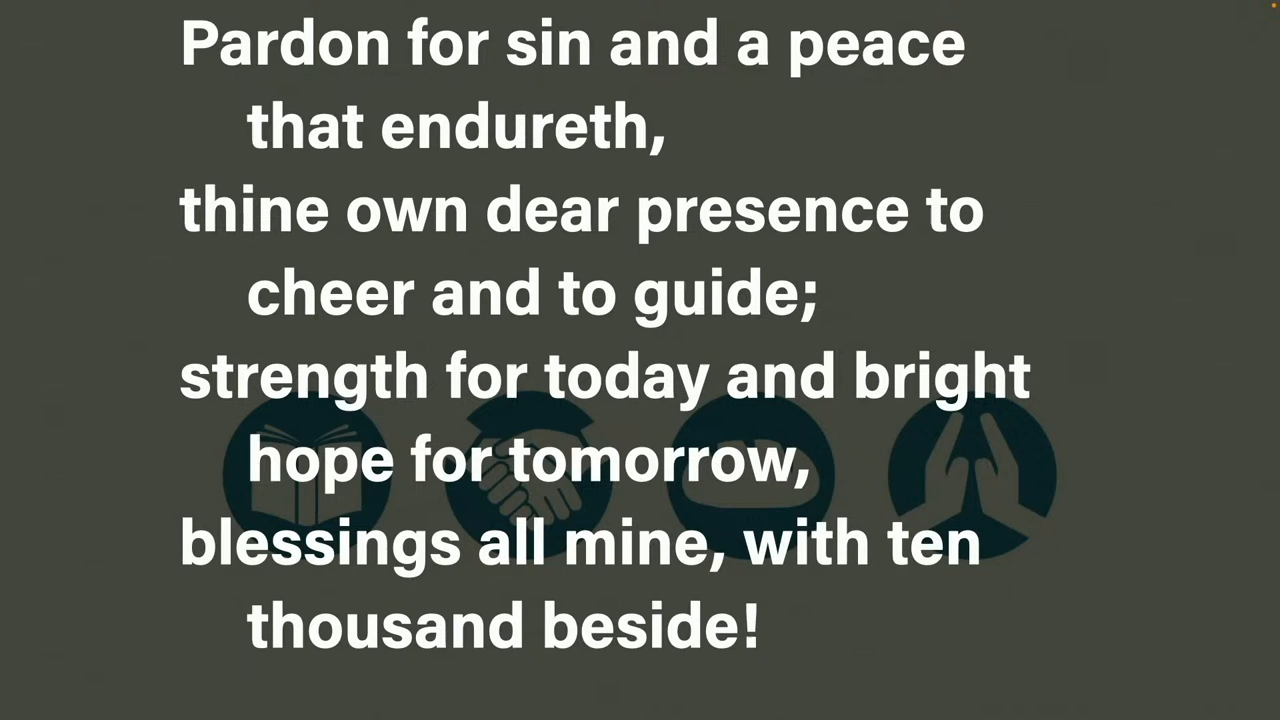 Pardon for sin and a peace
that endureth,
thine own dear presence to
cheer and to guide;
strength for today and bright
hope for tomorrow,
blessings all mine, with ten
thousand beside!